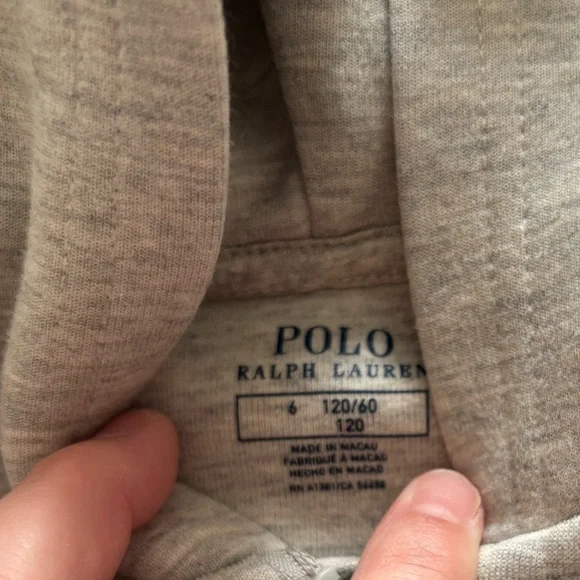 POLO
RALPH LAUREN
6 120/60
120
MADE IN MACAU
FABRIQUÉ À MACAO
HECHO EN MACAO